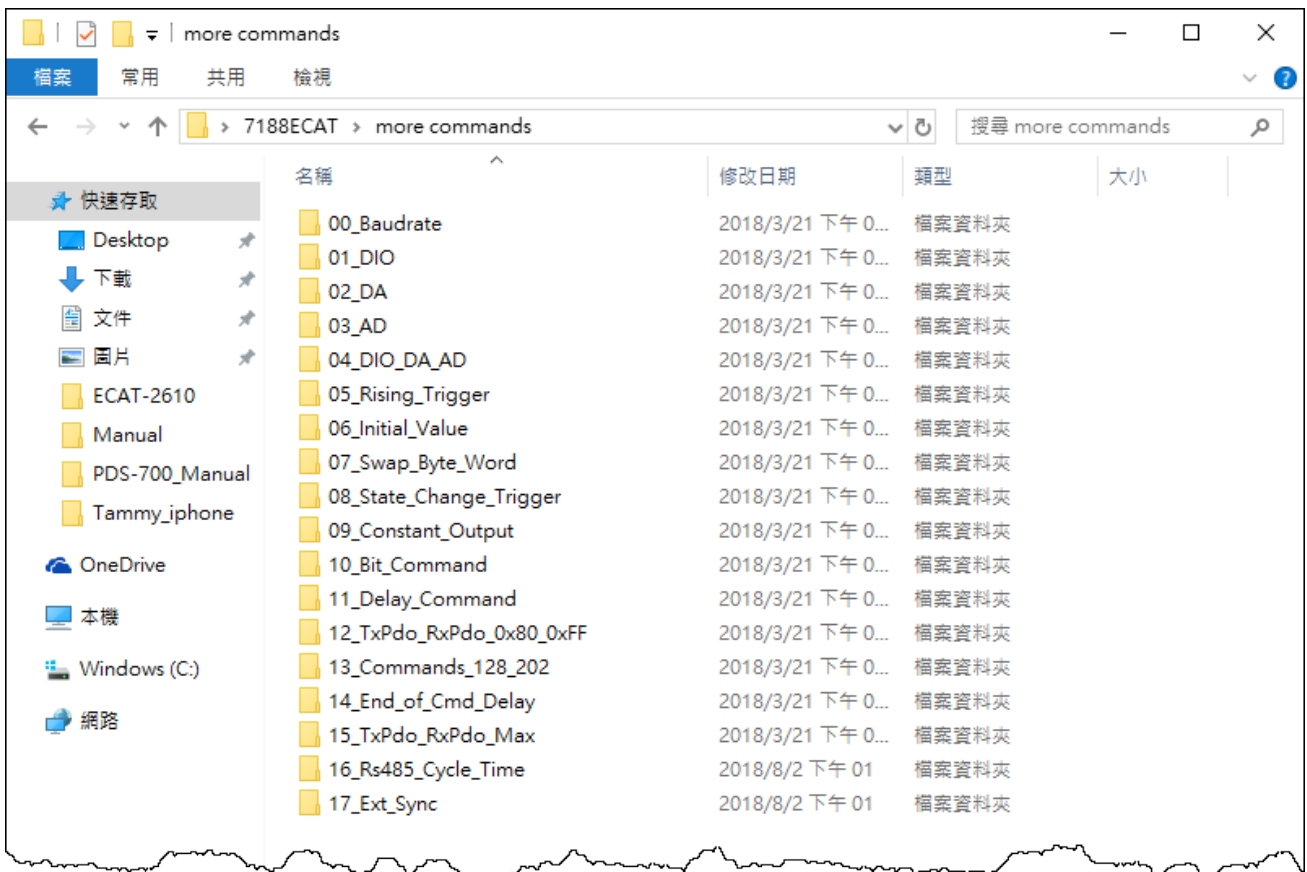 more commands
檔案 常用 共用 檢視
7188ECAT > more commands 搜尋 more commands
名稱 修改日期 類型 大小
快速存取
Desktop
下載
文件
圖片
ECAT-2610
Manual
PDS-700_Manual
Tammy_iphone
OneDrive
本機
Windows (C:)
網路
00_Baudrate 2018/3/21 下午 0... 檔案資料夾
01_DIO 2018/3/21 下午 0... 檔案資料夾
02_DA 2018/3/21 下午 0... 檔案資料夾
03_AD 2018/3/21 下午 0... 檔案資料夾
04_DIO_DA_AD 2018/3/21 下午 0... 檔案資料夾
05_Rising_Trigger 2018/3/21 下午 0... 檔案資料夾
06_Initial_Value 2018/3/21 下午 0... 檔案資料夾
07_Swap_Byte_Word 2018/3/21 下午 0... 檔案資料夾
08_State_Change_Trigger 2018/3/21 下午 0... 檔案資料夾
09_Constant_Output 2018/3/21 下午 0... 檔案資料夾
10_Bit_Command 2018/3/21 下午 0... 檔案資料夾
11_Delay_Command 2018/3/21 下午 0... 檔案資料夾
12_TxPdo_RxPdo_0x80_0xFF 2018/3/21 下午 0... 檔案資料夾
13_Commands_128_202 2018/3/21 下午 0... 檔案資料夾
14_End_of_Cmd_Delay 2018/3/21 下午 0... 檔案資料夾
15_TxPdo_RxPdo_Max 2018/3/21 下午 0... 檔案資料夾
16_Rs485_Cycle_Time 2018/8/2 下午 01 檔案資料夾
17_Ext_Sync 2018/8/2 下午 01 檔案資料夾